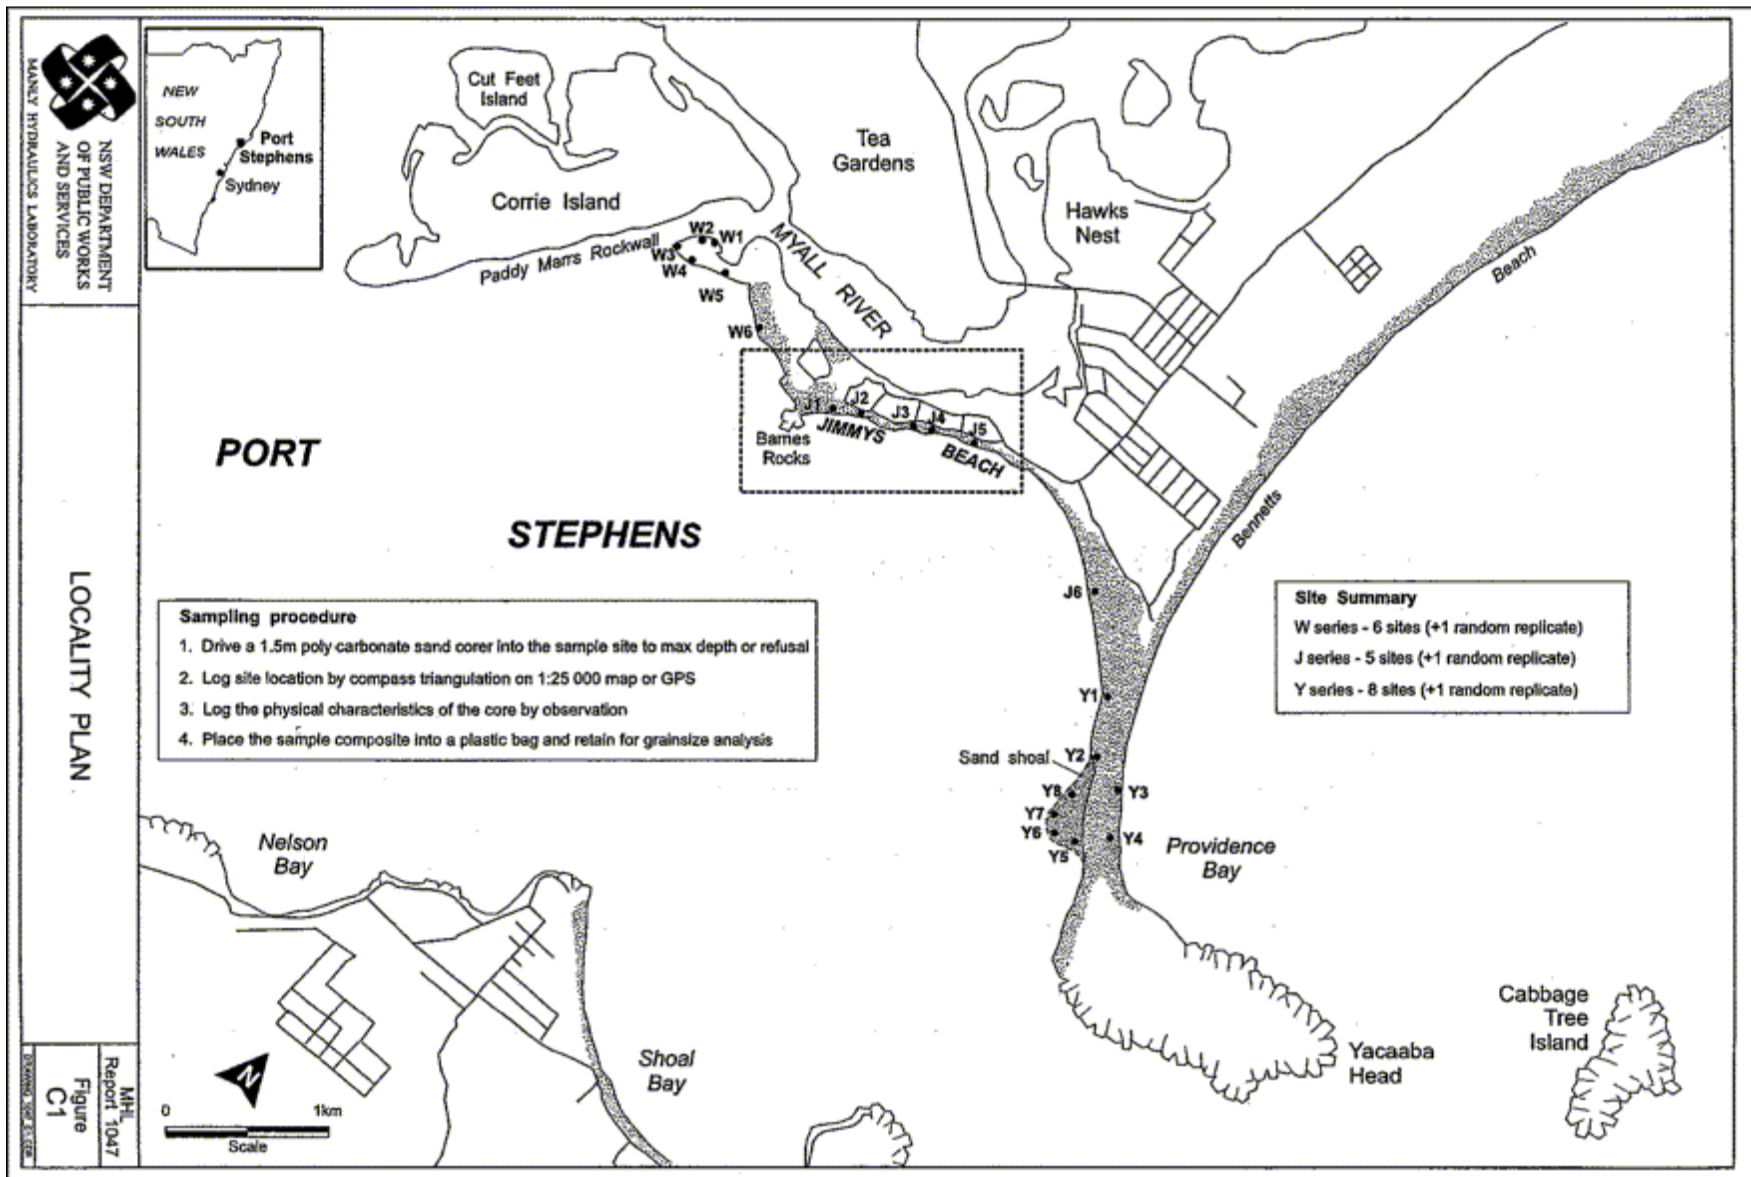 NSW DEPARTMENT
OF PUBLIC WORKS
AND SERVICES
MANLY HYDRAULICS LABORATORY
LOCALITY PLAN
MHL
Report 1047
Figure
C1
NEW
SOUTH
WALES
Port
Stephens
Sydney
Cut Feet
Island
Corrie Island
Tea
Gardens
Hawks
Nest
Paddy Marrs Rockwall
W2
W1
W3
W4
W5
W6
MYALL RIVER
Beach
Bennetts
J1
J2
J3
J4
J5
JIMMYS
BEACH
Barnes
Rocks
PORT
STEPHENS
J6
Sampling procedure
1. Drive a 1.5m poly carbonate sand corer into the sample site to max depth or refusal
2. Log site location by compass triangulation on 1:25 000 map or GPS
3. Log the physical characteristics of the core by observation
4. Place the sample composite into a plastic bag and retain for grainsize analysis
Site Summary
W series - 6 sites (+1 random replicate)
J series - 5 sites (+1 random replicate)
Y series - 8 sites (+1 random replicate)
Y1
Y2
Sand shoal
Y8
Y3
Y7
Y6
Y5
Y4
Providence
Bay
Nelson
Bay
Shoal
Bay
Yacaaba
Head
Cabbage
Tree
Island
N
0 1km
Scale